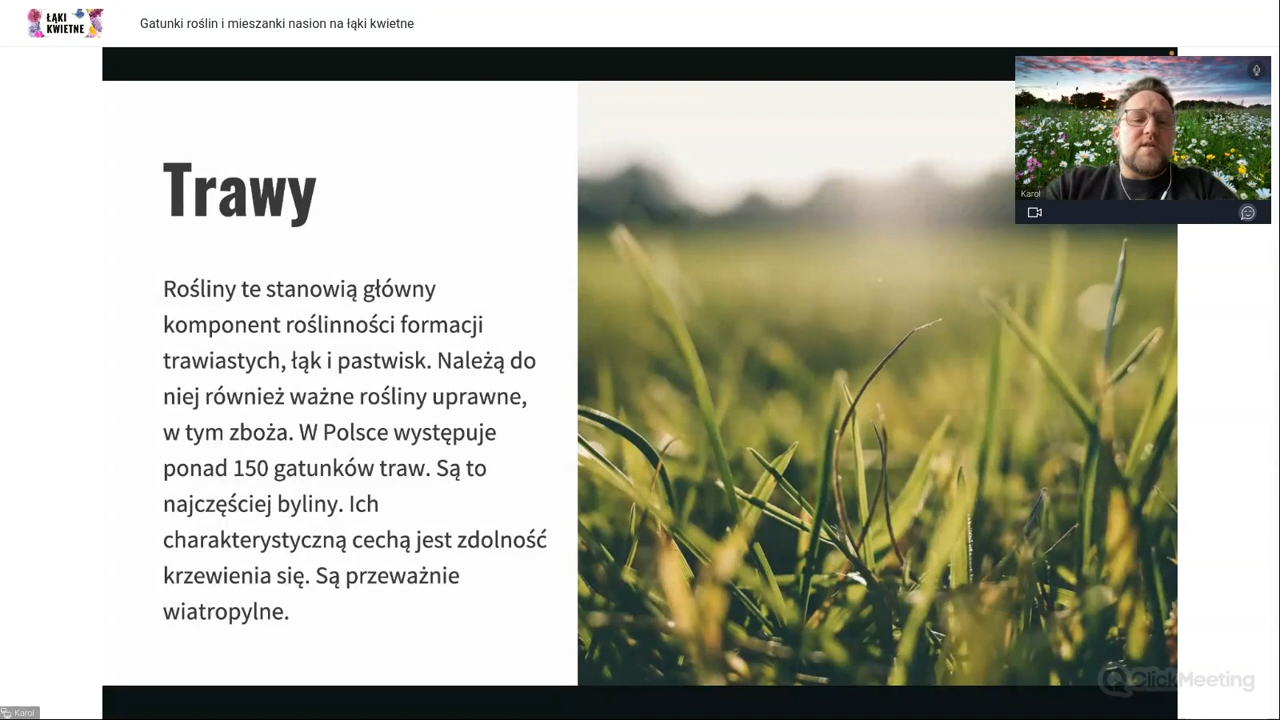 ŁĄKI
KWIETNE
Gatunki roślin i mieszanki nasion na łąki kwietne
Karol
Trawy
Rośliny te stanowią główny
komponent roślinności formacji
trawiastych, łąk i pastwisk. Należą do
niej również ważne rośliny uprawne,
w tym zboża. W Polsce występuje
ponad 150 gatunków traw. Są to
najczęściej byliny. Ich
charakterystyczną cechą jest zdolność
krzewienia się. Są przeważnie
wiatropylne.
ClickMeeting
Karol